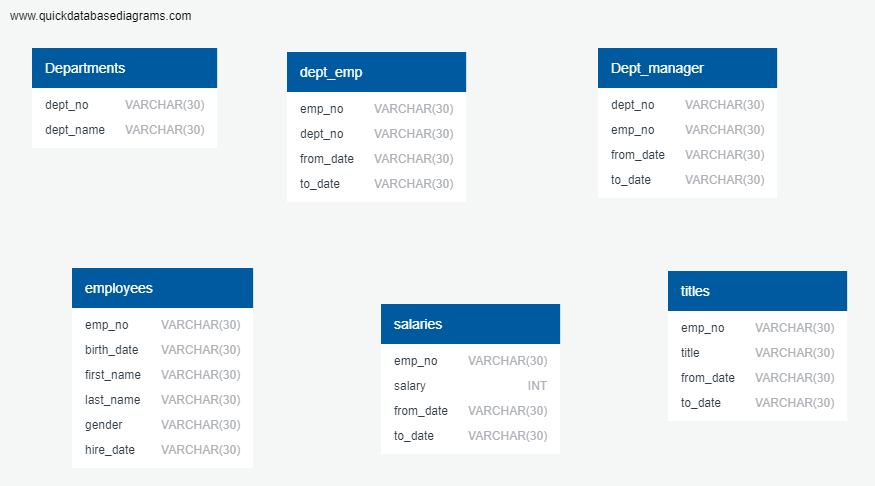 www.quickdatabasediagrams.com
Departments
dept_no VARCHAR(30)
dept_name VARCHAR(30)
dept_emp
emp_no VARCHAR(30)
dept_no VARCHAR(30)
from_date VARCHAR(30)
to_date VARCHAR(30)
Dept_manager
dept_no VARCHAR(30)
emp_no VARCHAR(30)
from_date VARCHAR(30)
to_date VARCHAR(30)
employees
emp_no VARCHAR(30)
birth_date VARCHAR(30)
first_name VARCHAR(30)
last_name VARCHAR(30)
gender VARCHAR(30)
hire_date VARCHAR(30)
salaries
emp_no VARCHAR(30)
salary INT
from_date VARCHAR(30)
to_date VARCHAR(30)
titles
emp_no VARCHAR(30)
title VARCHAR(30)
from_date VARCHAR(30)
to_date VARCHAR(30)